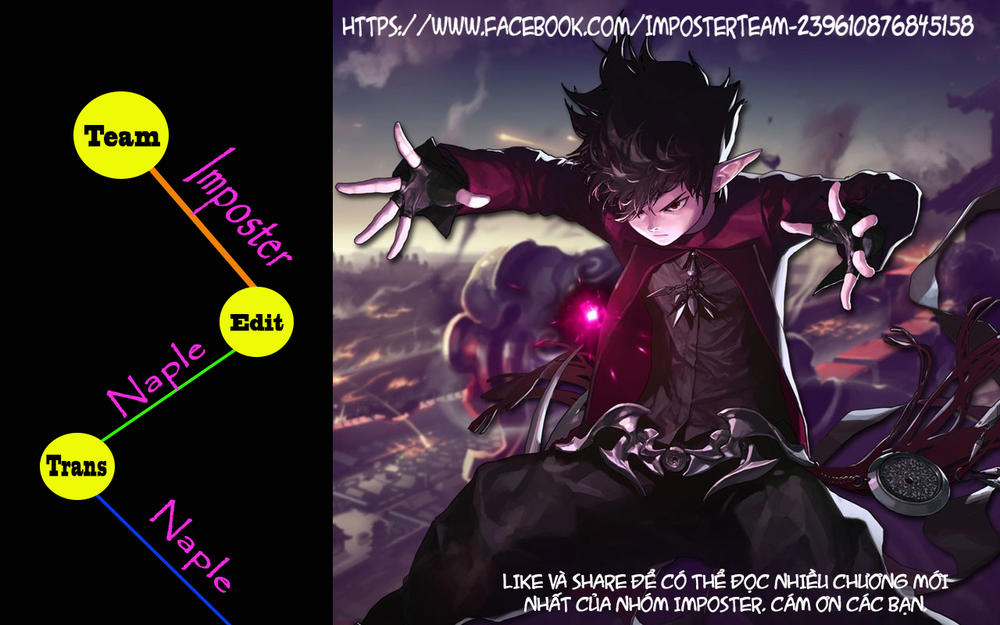 Team
Imposter
Edit
Naple
Trans
Naple
HTTPS://WWW.FACEBOOK.COM/IMPOSTERTEAM-239610876845158
LIKE VÀ SHARE ĐỂ CÓ THỂ ĐỌC NHIỀU CHƯƠNG MỚI
NHẤT CỦA NHÓM IMPOSTER. CÁM ƠN CÁC BẠN.